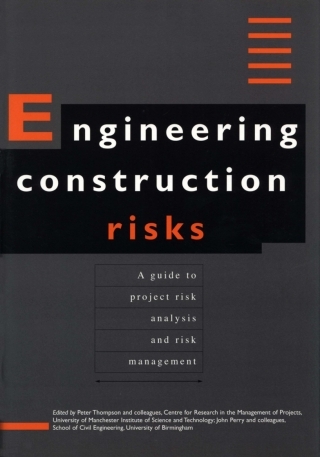 Engineering
construction
risks
A guide to
project risk
analysis
and risk
management
Edited by Peter Thompson and colleagues, Centre for Research in the Management of Projects,
University of Manchester Institute of Science and Technology; John Perry and colleagues,
School of Civil Engineering, University of Birmingham